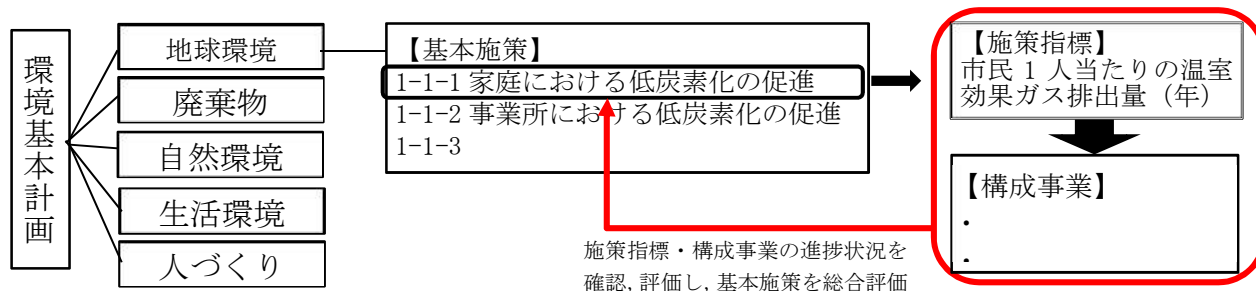 環境基本計画
地球環境
廃棄物
自然環境
生活環境
人づくり
【基本施策】
1-1-1 家庭における低炭素化の促進
1-1-2 事業所における低炭素化の促進
1-1-3
【施策指標】
市民 1 人当たりの温室
効果ガス排出量（年）
【構成事業】
・
・
施策指標・構成事業の進捗状況を
確認, 評価し, 基本施策を総合評価